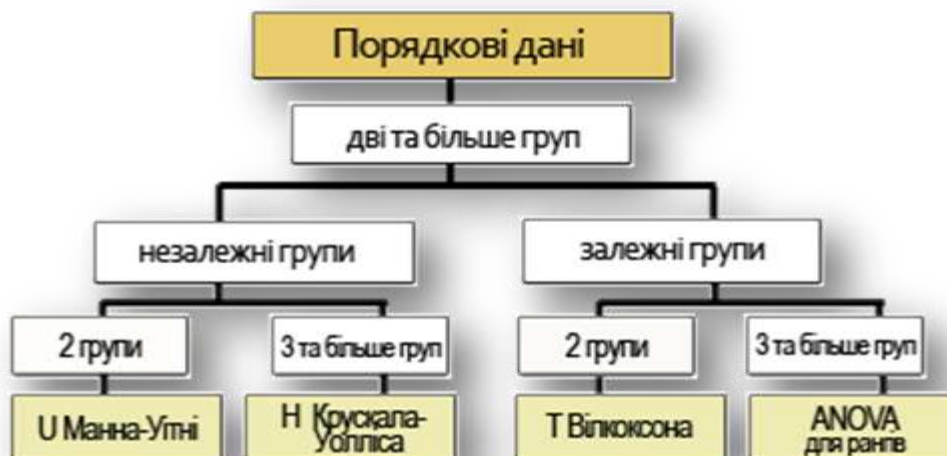 Порядкові дані
дві та більше груп
незалежні групи
залежні групи
2 групи
3 та більше груп
2 групи
3 та більше груп
U Манна-Уітні
H Крускала-
Уолліса
T Вілкоксона
ANOVA
для рангів